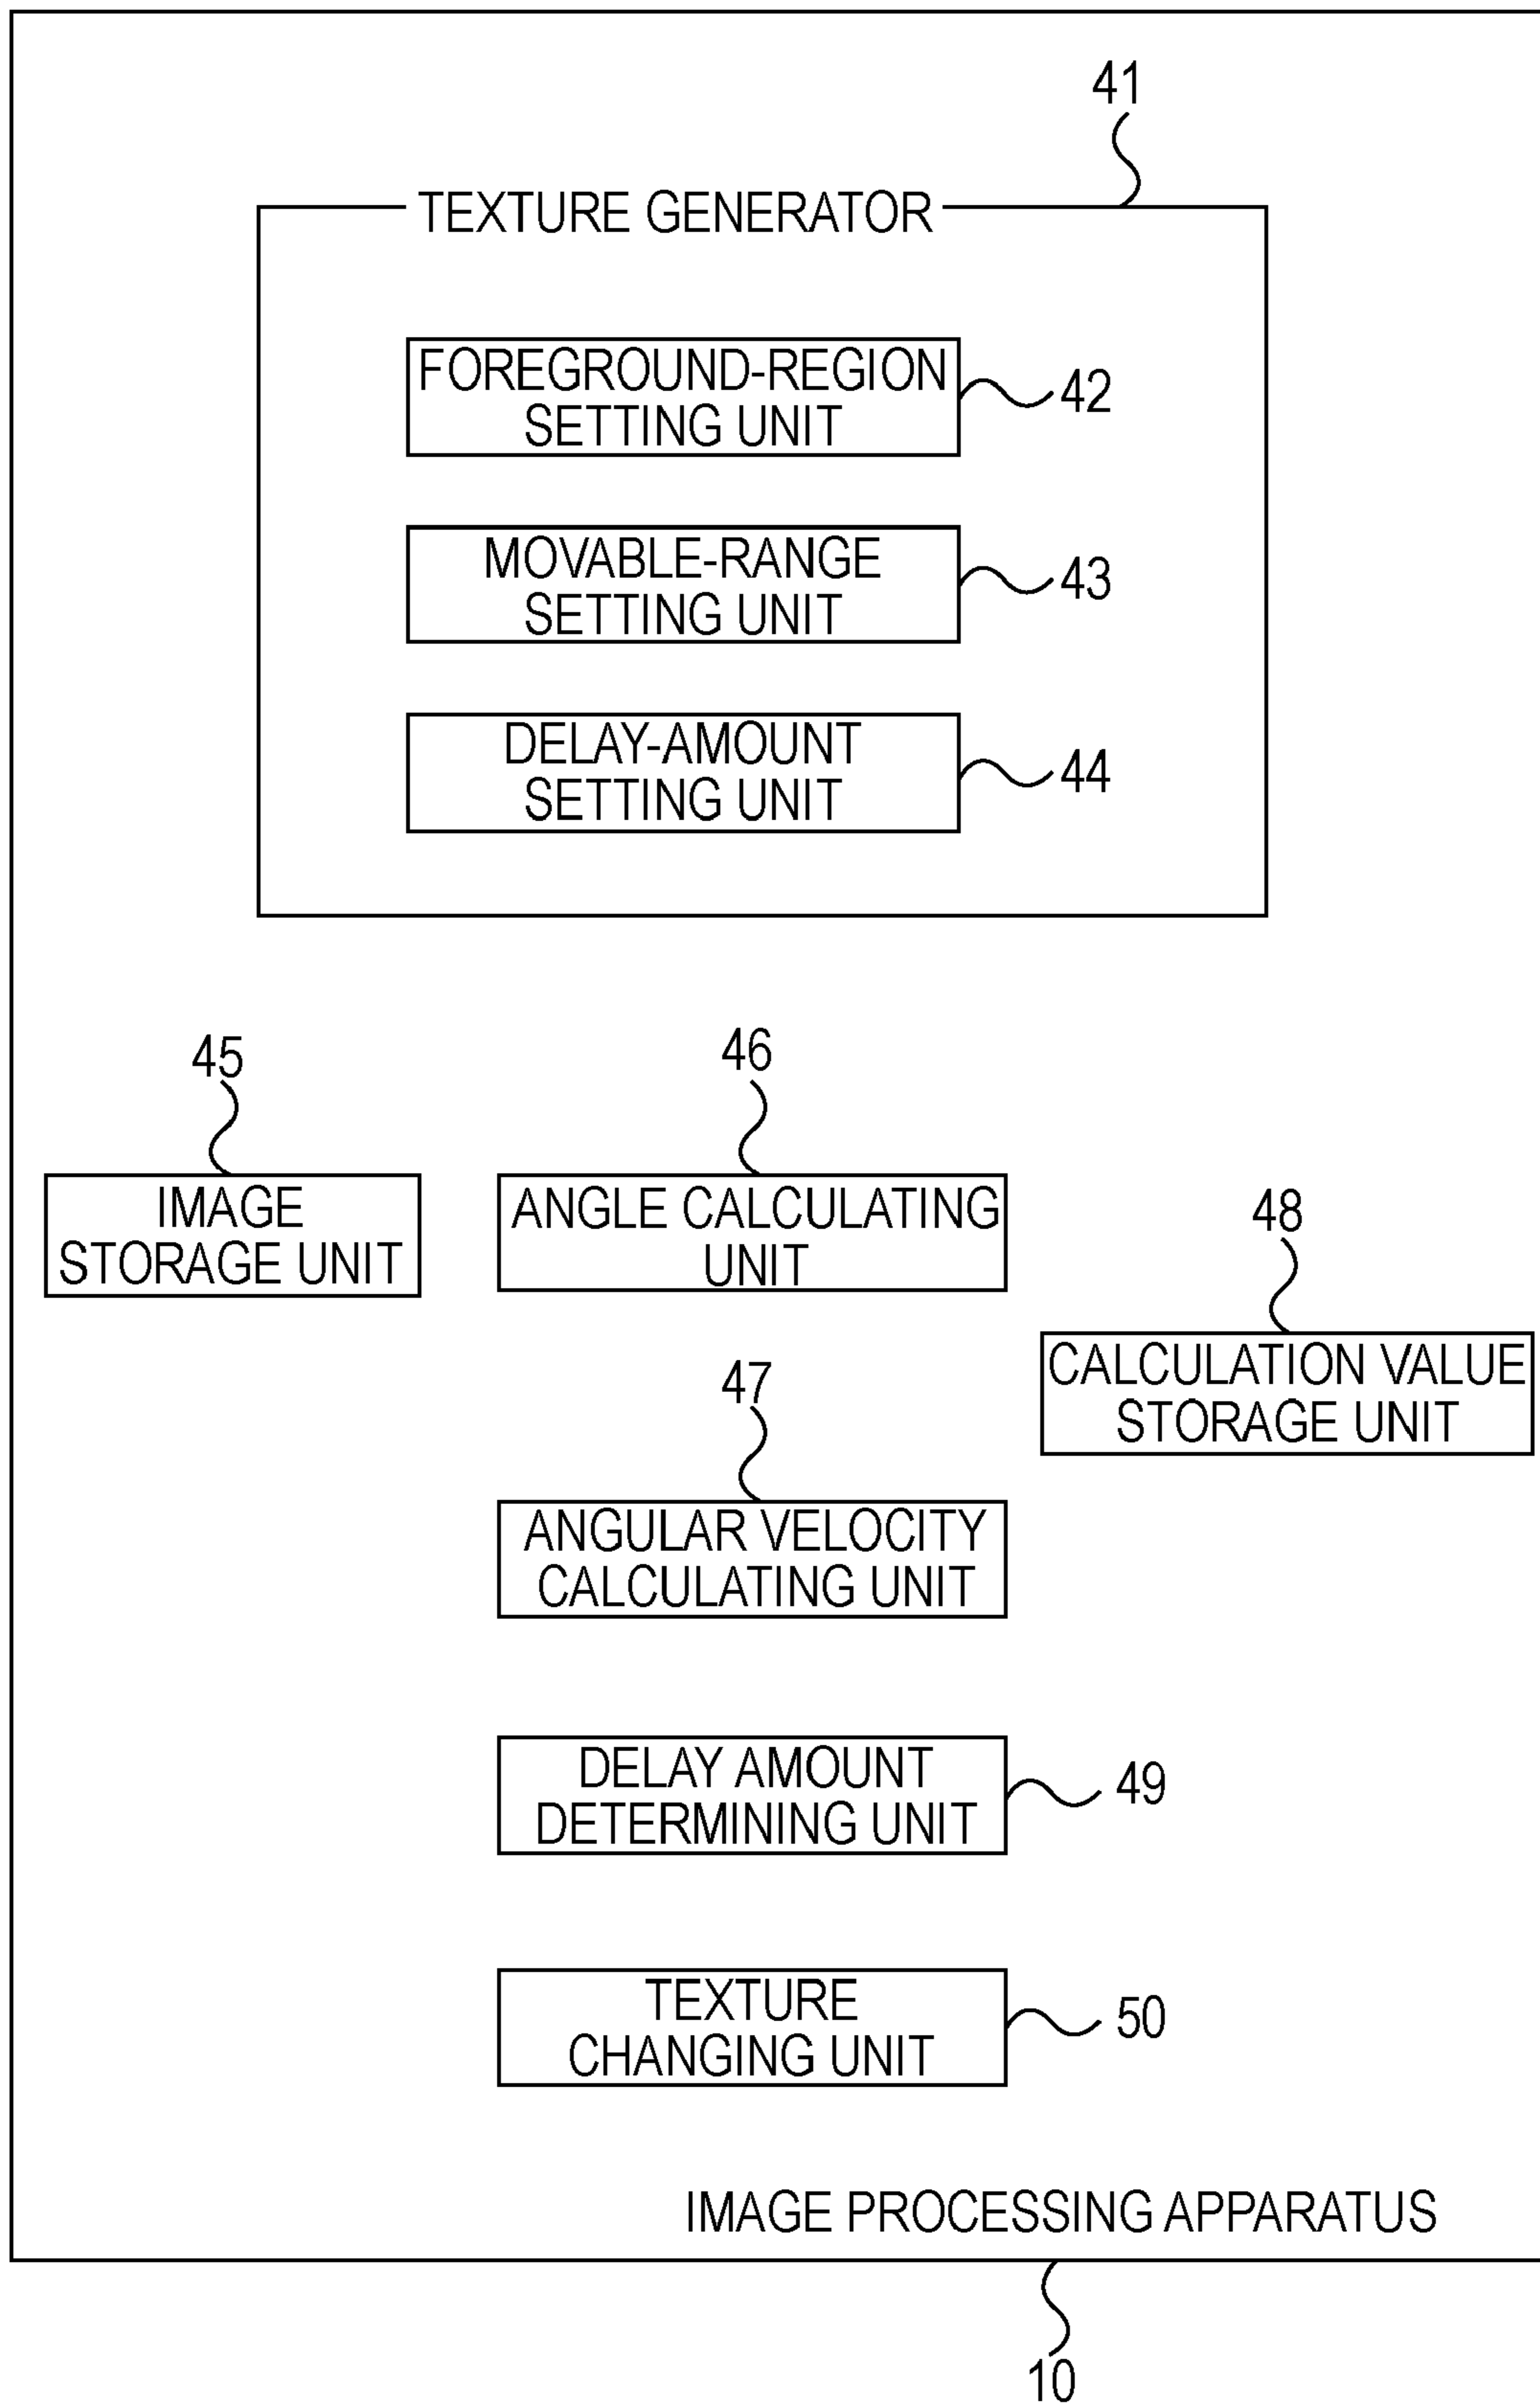 41
TEXTURE GENERATOR
FOREGROUND-REGION
SETTING UNIT
42
MOVABLE-RANGE
SETTING UNIT
43
DELAY-AMOUNT
SETTING UNIT
44
45
IMAGE
STORAGE UNIT
46
ANGLE CALCULATING
UNIT
48
CALCULATION VALUE
STORAGE UNIT
47
ANGULAR VELOCITY
CALCULATING UNIT
DELAY AMOUNT
DETERMINING UNIT
49
TEXTURE
CHANGING UNIT
50
IMAGE PROCESSING APPARATUS
10